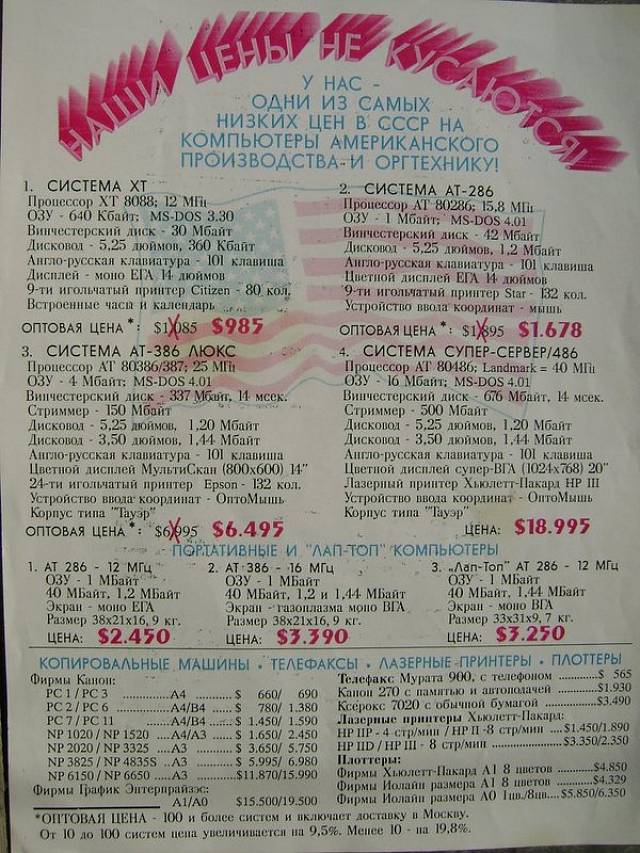 НАШИ ЦЕНЫ НЕ КУСАЮТСЯ!
У НАС -
ОДНИ ИЗ САМЫХ
НИЗКИХ ЦЕН В СССР НА
КОМПЬЮТЕРЫ АМЕРИКАНСКОГО
ПРОИЗВОДСТВА И ОРГТЕХНИКУ!
1. СИСТЕМА XT
Процессор XT 8088; 12 МГц
ОЗУ - 640 Кбайт; MS-DOS 3.30
Винчестерский диск - 30 Мбайт
Дисковод - 5,25 дюймов, 360 Кбайт
Англо-русская клавиатура - 101 клавиша
Дисплей - моно ЕГА 14 дюймов
9-ти игольчатый принтер Citizen - 80 кол.
Встроенные часы и календарь
ОПТОВАЯ ЦЕНА*: $1085 $985
2. СИСТЕМА AT-286
Процессор AT 80286; 15,8 МГц
ОЗУ - 1 Мбайт; MS-DOS 4.01
Винчестерский диск - 42 Мбайт
Дисковод - 5,25 дюймов, 1,2 Мбайт
Англо-русская клавиатура - 101 клавиша
Цветной дисплей ЕГА 14 дюймов
9-ти игольчатый принтер Star - 132 кол.
Устройство ввода координат - мышь
ОПТОВАЯ ЦЕНА*: $1895 $1.678
3. СИСТЕМА AT-386 ЛЮКС
Процессор AT 80386/387; 25 МГц
ОЗУ - 4 Мбайт; MS-DOS 4.01
Винчестерский диск - 337 Мбайт, 14 мсек.
Стриммер - 150 Мбайт
Дисковод - 5,25 дюймов, 1,20 Мбайт
Дисковод - 3,50 дюймов, 1,44 Мбайт
Англо-русская клавиатура - 101 клавиша
Цветной дисплей МультиСкан (800x600) 14"
24-ти игольчатый принтер Epson - 132 кол.
Устройство ввода координат - ОптоМышь
Корпус типа "Тауэр"
ОПТОВАЯ ЦЕНА*: $6995 $6.495
4. СИСТЕМА СУПЕР-СЕРВЕР/486
Процессор AT 80486; Landmark = 40 МГц
ОЗУ - 16 Мбайт; MS-DOS 4.01
Винчестерский диск - 676 Мбайт, 14 мсек.
Стриммер - 500 Мбайт
Дисковод - 5,25 дюймов, 1,20 Мбайт
Дисковод - 3,50 дюймов, 1,44 Мбайт
Англо-русская клавиатура - 101 клавиша
Цветной дисплей супер-ВГА (1024x768) 20"
Лазерный принтер Хьюлетт-Пакард HP III
Устройство ввода координат - ОптоМышь
Корпус типа "Тауэр"
ЦЕНА: $18.995
ПОРТАТИВНЫЕ И "ЛАП-ТОП" КОМПЬЮТЕРЫ
1. AT 286 - 12 МГц
ОЗУ - 1 МБайт
40 МБайт, 1,2 МБайт
Экран - моно ЕГА
Размер 38x21x16, 9 кг.
ЦЕНА: $2.450
2. AT 386 - 16 МГц
ОЗУ - 1 МБайт
40 МБайт, 1,2 и 1,44 МБайт
Экран - газоплазма моно ВГА
Размер 38x21x16, 9 кг.
ЦЕНА: $3.390
3. „Лап-Топ" AT 286 - 12 МГц
ОЗУ - 1 МБайт
40 МБайт, 1,44 МБайт
Экран - моно ВГА
Размер 33x31x9, 7 кг.
ЦЕНА: $3.250
КОПИРОВАЛЬНЫЕ МАШИНЫ • ТЕЛЕФАКСЫ • ЛАЗЕРНЫЕ ПРИНТЕРЫ • ПЛОТТЕРЫ
Фирмы Канон:
PC 1 / PC 3 ..........A4 .......... $ 660/ 690
PC 2 / PC 6 ..........A4/B4 ...... $ 780/ 1.380
PC 7 / PC 11 ..........A4/B4 ...... $ 1.450/ 1.590
NP 1020 / NP 1520 ....A4/A3 ...... $ 1.650/ 2.450
NP 2020 / NP 3325 ....A3 .......... $ 3.650/ 5.750
NP 3825 / NP 4835S ..A3 .......... $ 5.995/ 6.980
NP 6150 / NP 6650 ....A3 ..........$11.870/15.990
Фирмы График Энтерпрайзес:
A1/A0 $15.500/19.500
Телефакс Мурата 900, с телефоном ..........$ 565
Канон 270 с памятью и автоподачей ..........$1.930
Ксерокс 7020 с обычной бумагой ..........$3.490
Лазерные принтеры Хьюлетт-Пакард:
HP IIP - 4 стр/мин / HP II -8 стр/мин ....$1.450/1.890
HP IID / HP III - 8 стр/мин ..........$3.350/2.350
Плоттеры:
Фирмы Хьюлетт-Пакард A1 8 цветов ..........$4.850
Фирмы Иолайн размера A1 8 цветов ..........$4.329
Фирмы Иолайн размера A0 1цв./8цв....$5.850/6.350
*ОПТОВАЯ ЦЕНА - 100 и более систем и включает доставку в Москву.
От 10 до 100 систем цена увеличивается на 9,5%. Менее 10 - на 19,8%.